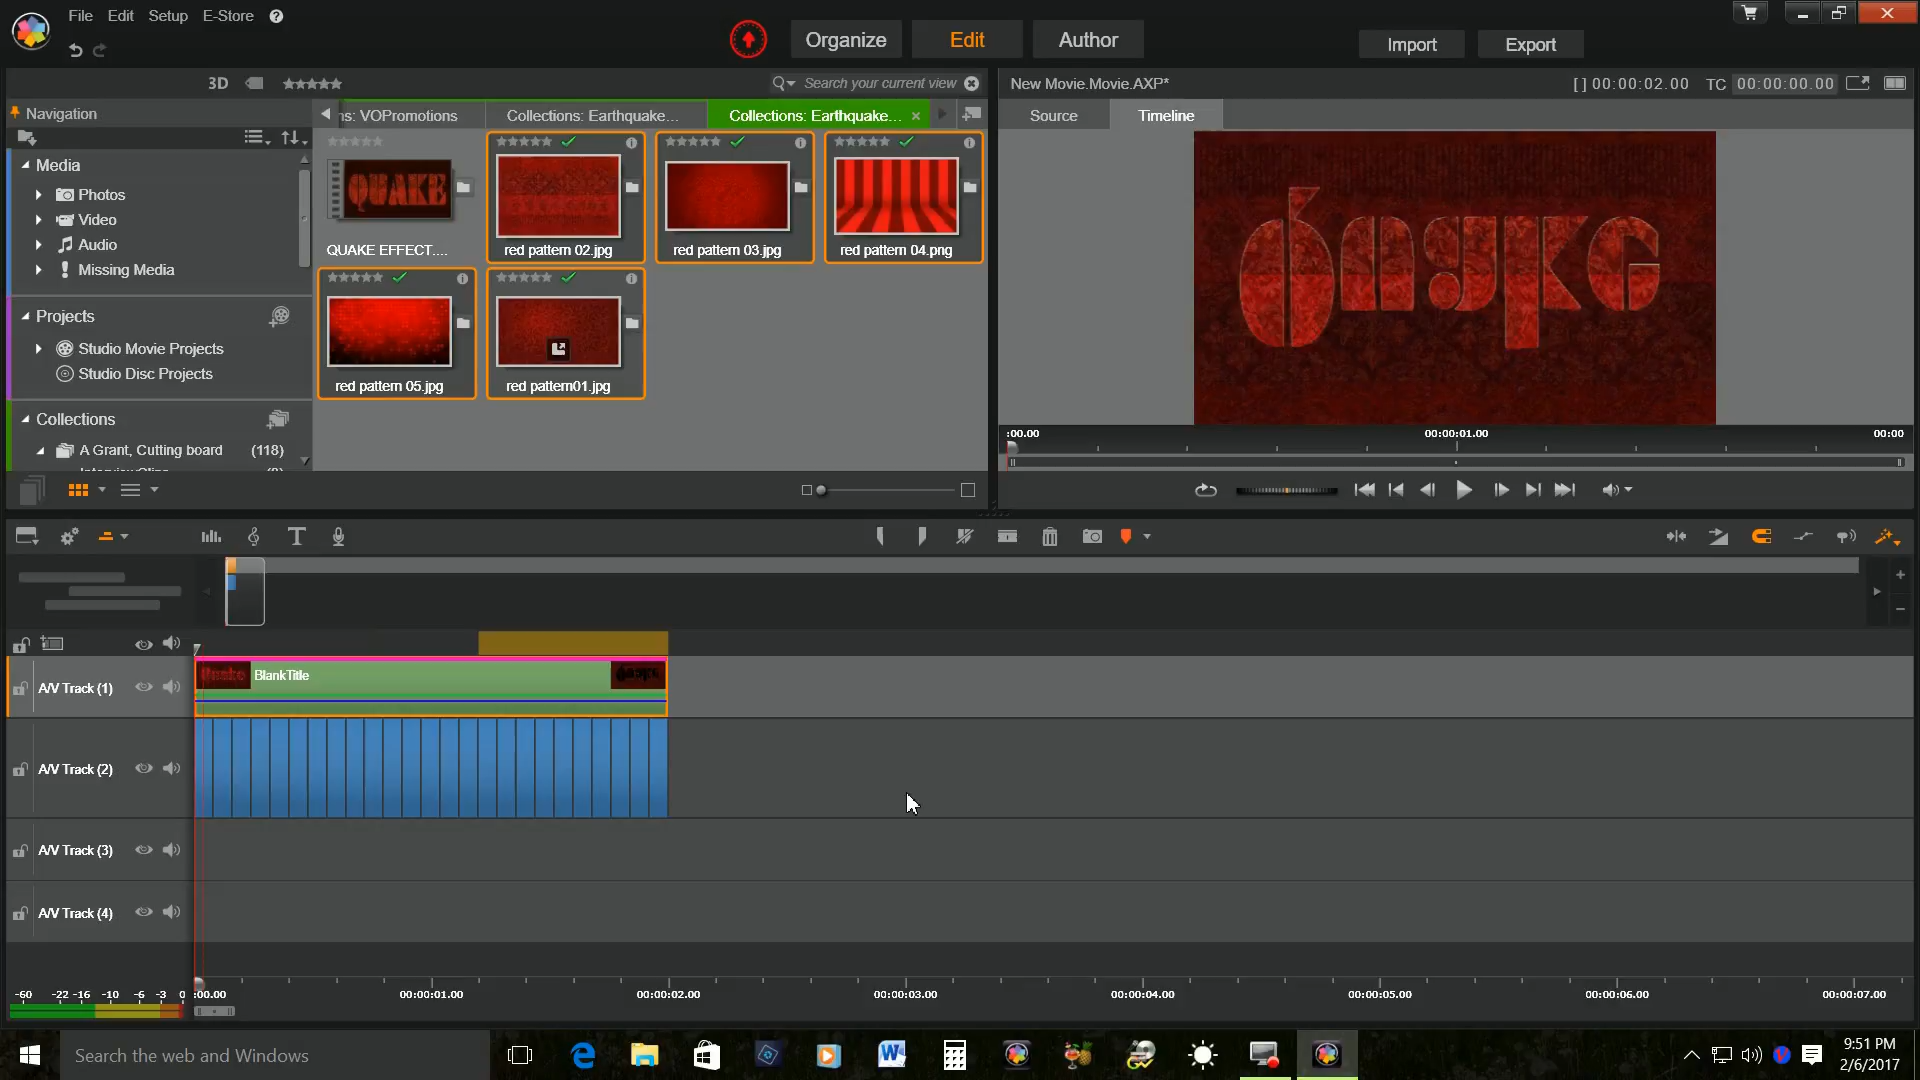 File Edit Setup E-Store ?
Organize Edit Author
Import Export
3D
Search your current view
New Movie.Movie.AXP*
[ ] 00:00:02.00 TC 00:00:00.00
Navigation
ns: VOPromotions
Collections: Earthquake...
Collections: Earthquake...
Source Timeline
Media
Photos
Video
Audio
Missing Media
Projects
Studio Movie Projects
Studio Disc Projects
Collections
A Grant, Cutting board (118)
QUAKE
QUAKE EFFECT....
red pattern 02.jpg
red pattern 03.jpg
red pattern 04.png
red pattern 05.jpg
red pattern01.jpg
Quake
:00.00 00:00:01.00 00:00
A/V Track (1)
Quake BlankTitle Quake
A/V Track (2)
A/V Track (3)
A/V Track (4)
-60 -22 -16 -10 -6 -3 0
:00.00 00:00:01.00 00:00:02.00 00:00:03.00 00:00:04.00 00:00:05.00 00:00:06.00 00:00:07.00
Search the web and Windows
9:51 PM
2/6/2017